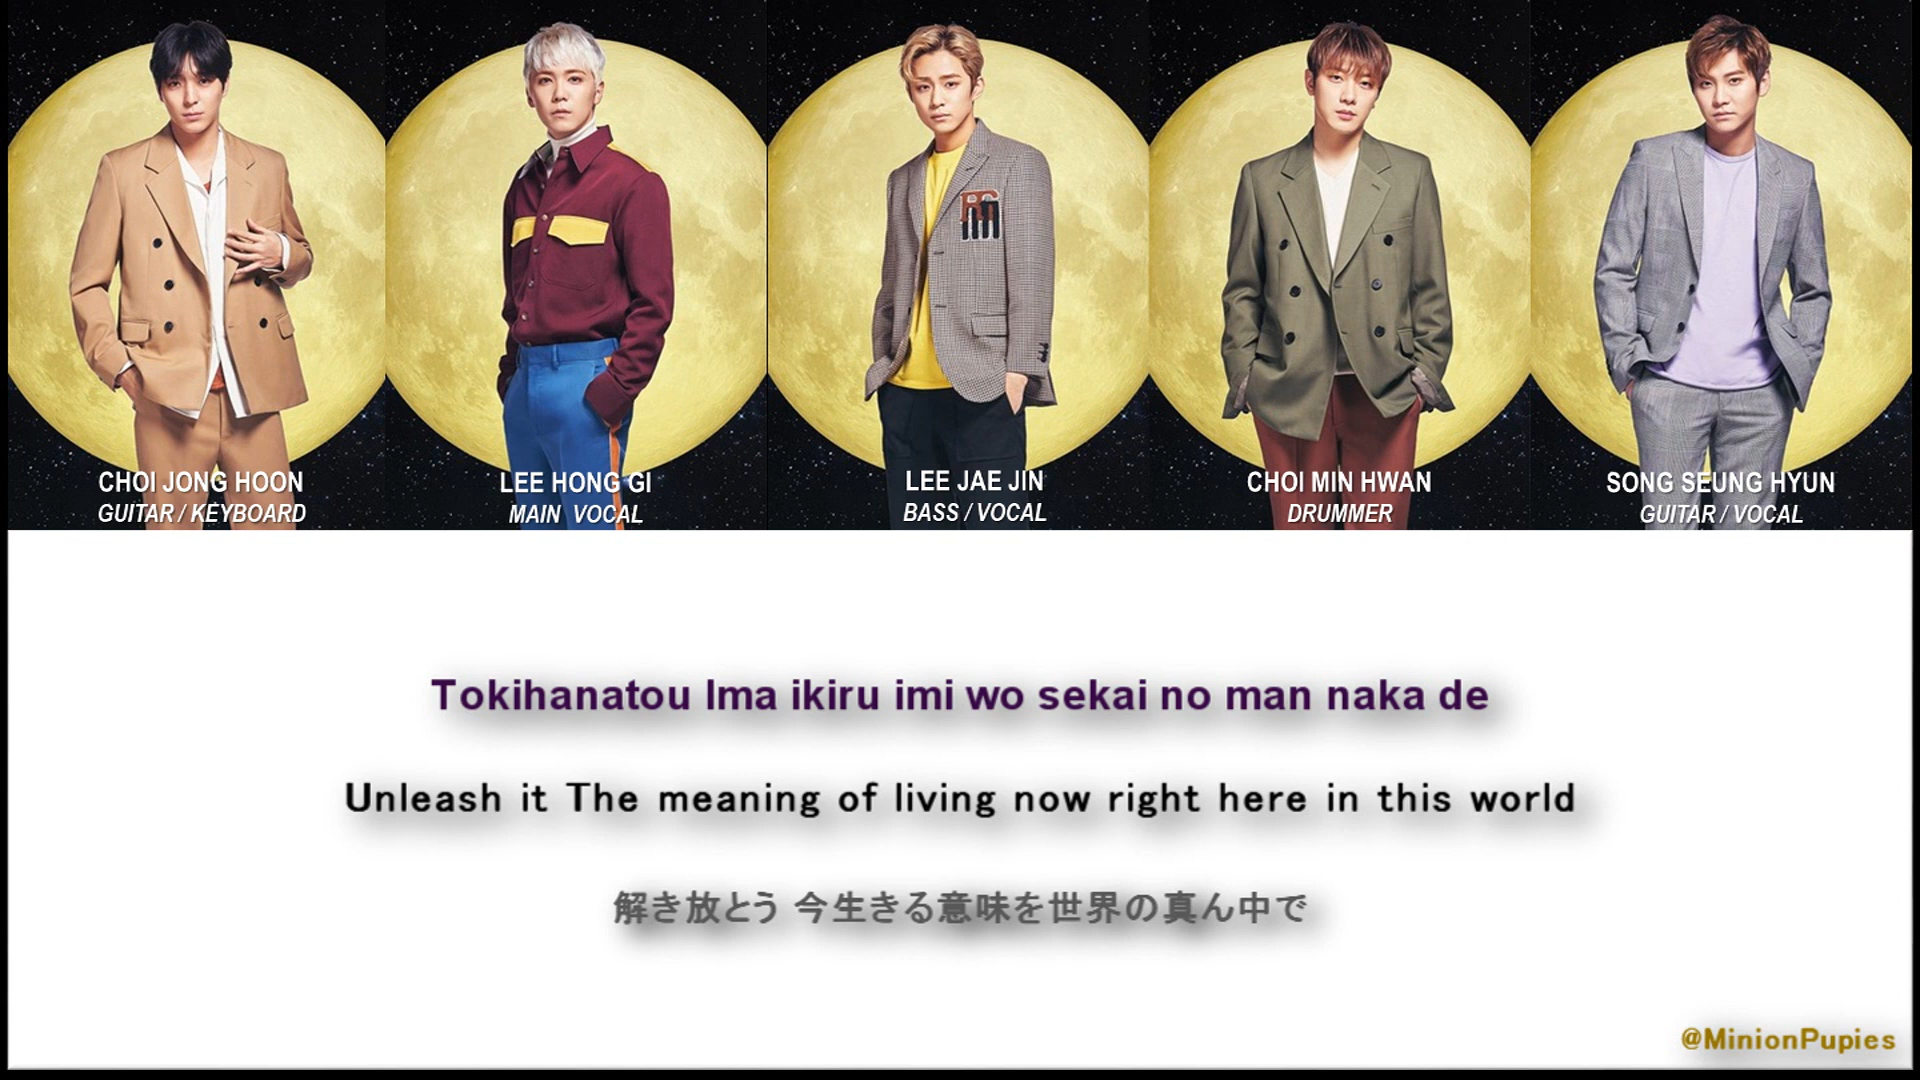 CHOI JONG HOON
GUITAR / KEYBOARD
LEE HONG GI
MAIN VOCAL
LEE JAE JIN
BASS / VOCAL
CHOI MIN HWAN
DRUMMER
SONG SEUNG HYUN
GUITAR / VOCAL
Tokihanatou Ima ikiru imi wo sekai no man naka de
Unleash it The meaning of living now right here in this world
解き放とう 今生きる意味を世界の真ん中で
@MinionPupies